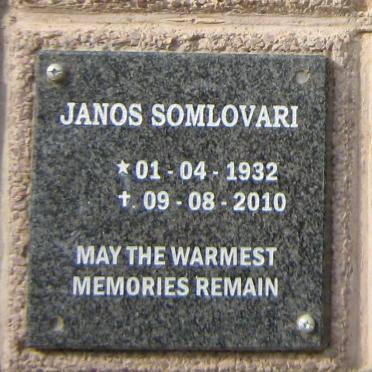 JANOS SOMLOVARI
★ 01 - 04 - 1932
✝ 09 - 08 - 2010
MAY THE WARMEST
MEMORIES REMAIN